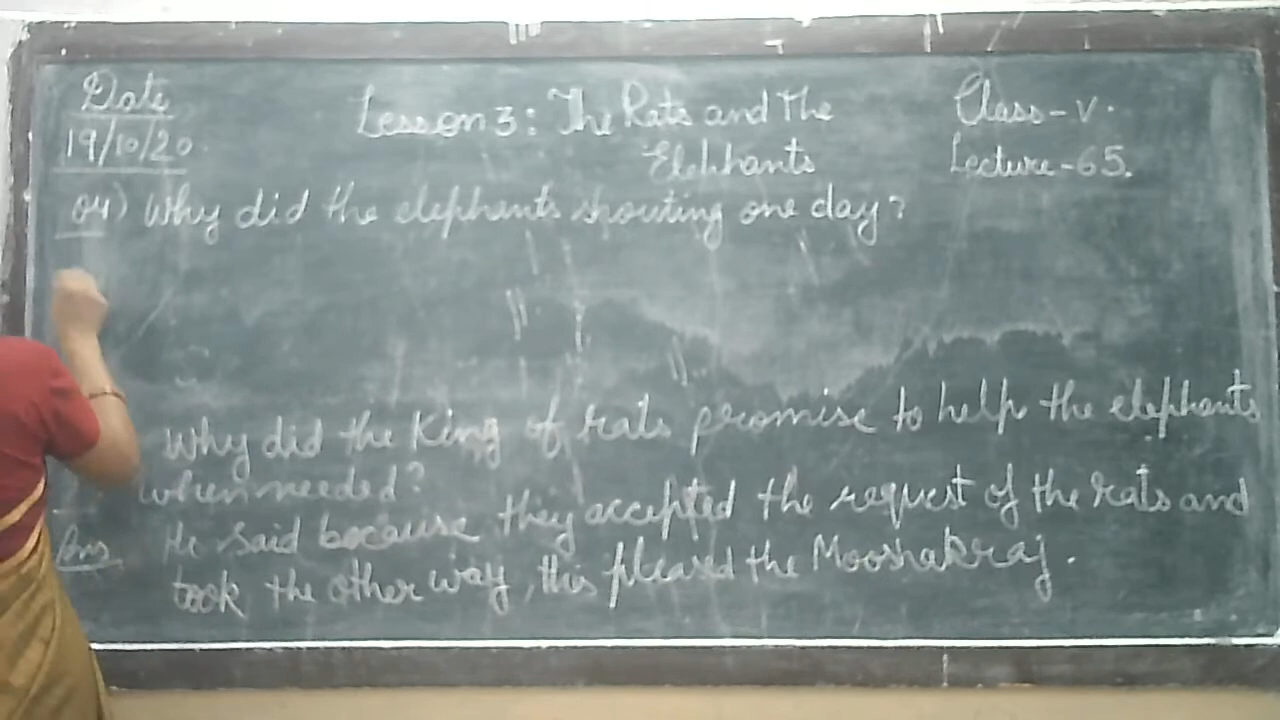 Date
19/10/20
Lesson 3: The Rats and The
Elephants
Class-V.
Lecture-65.
Q4) Why did the elephants shouting one day?
Why did the King of rats promise to help the elephants
when needed?
Ans He said because they accepted the request of the rats and
took the other way, this pleased the Mooshakraj.